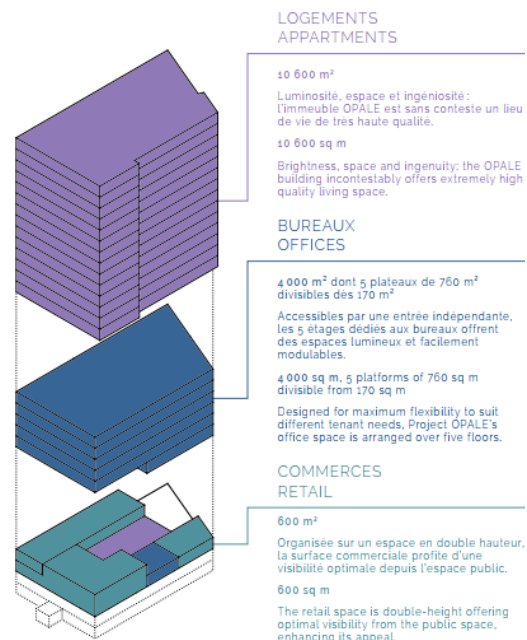 LOGEMENTS
APPARTMENTS
10 600 m²
Luminosité, espace et ingéniosité :
l'immeuble OPALE est sans conteste un lieu
de vie de très haute qualité.
10 600 sq m
Brightness, space and ingenuity: the OPALE
building incontestably offers extremely high
quality living space.
BUREAUX
OFFICES
4 000 m² dont 5 plateaux de 760 m²
divisibles dès 170 m²
Accessibles par une entrée indépendante,
les 5 étages dédiés aux bureaux offrent
des espaces lumineux et facilement
modulables.
4 000 sq m, 5 platforms of 760 sq m
divisible from 170 sq m
Designed for maximum flexibility to suit
different tenant needs, Project OPALE's
office space is arranged over five floors.
COMMERCES
RETAIL
600 m²
Organisée sur un espace en double hauteur,
la surface commerciale profite d'une
visibilité optimale depuis l'espace public.
600 sq m
The retail space is double-height offering
optimal visibility from the public space,
enhancing its appeal.